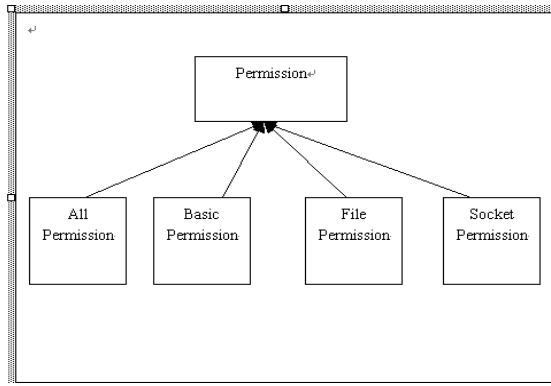 Permission
All
Permission
Basic
Permission
File
Permission
Socket
Permission